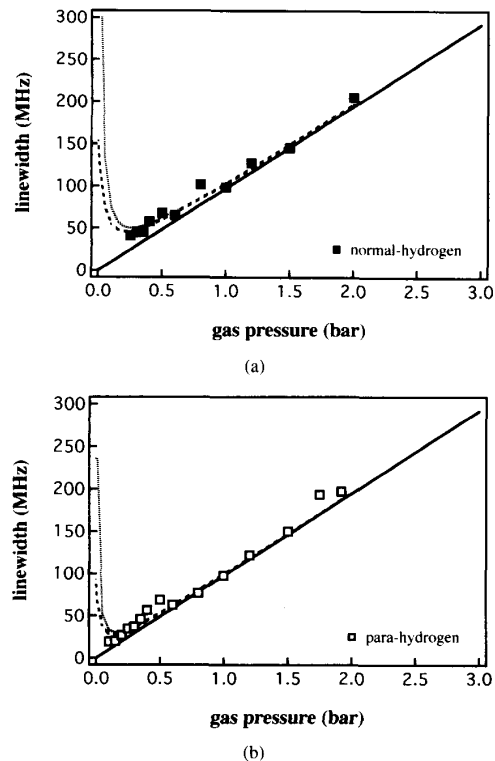 300
250
200
150
100
50
0
linewidth (MHz)
■ normal-hydrogen
0.0 0.5 1.0 1.5 2.0 2.5 3.0
gas pressure (bar)
(a)
300
250
200
150
100
50
0
linewidth (MHz)
□ para-hydrogen
0.0 0.5 1.0 1.5 2.0 2.5 3.0
gas pressure (bar)
(b)